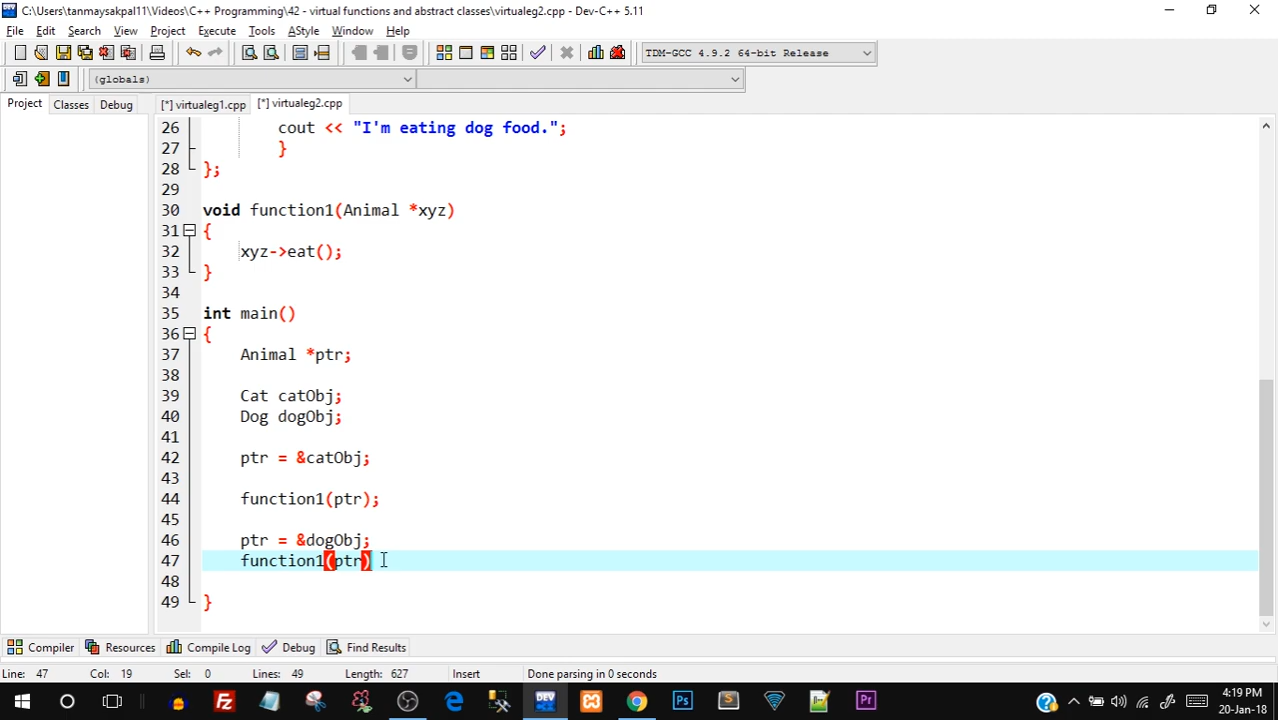 C:\Users\tanmaysakpal11\Videos\C++ Programming\42 - virtual functions and abstract classes\virtualeg2.cpp - Dev-C++ 5.11
File Edit Search View Project Execute Tools AStyle Window Help
TDM-GCC 4.9.2 64-bit Release
(globals)
Project Classes Debug [*] virtualeg1.cpp [*] virtualeg2.cpp
26 cout << "I'm eating dog food.";
27 }
28 };
29
30 void function1(Animal *xyz)
31 {
32 xyz->eat();
33 }
34
35 int main()
36 {
37 Animal *ptr;
38
39 Cat catObj;
40 Dog dogObj;
41
42 ptr = &catObj;
43
44 function1(ptr);
45
46 ptr = &dogObj;
47 function1(ptr)
48
49 }
Compiler Resources Compile Log Debug Find Results
Line: 47 Col: 19 Sel: 0 Lines: 49 Length: 627 Insert Done parsing in 0 seconds
4:19 PM
20-Jan-18